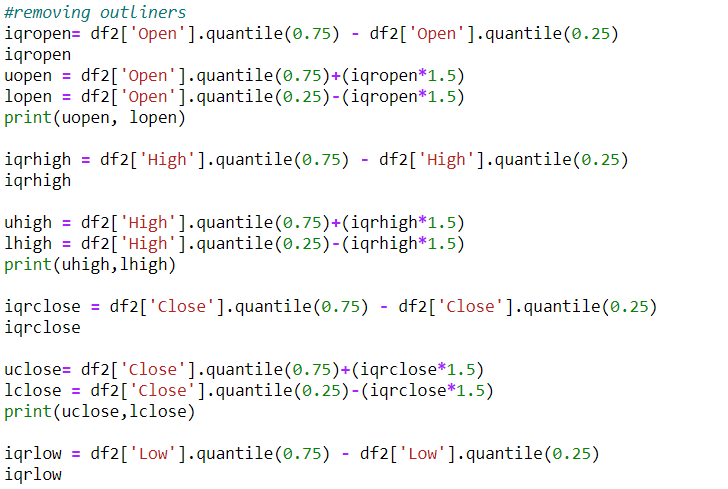 #removing outliners
iqropen= df2['Open'].quantile(0.75) - df2['Open'].quantile(0.25)
iqropen
uopen = df2['Open'].quantile(0.75)+(iqropen*1.5)
lopen = df2['Open'].quantile(0.25)-(iqropen*1.5)
print(uopen, lopen)
iqrhigh = df2['High'].quantile(0.75) - df2['High'].quantile(0.25)
iqrhigh
uhigh = df2['High'].quantile(0.75)+(iqrhigh*1.5)
lhigh = df2['High'].quantile(0.25)-(iqrhigh*1.5)
print(uhigh,lhigh)
iqrclose = df2['Close'].quantile(0.75) - df2['Close'].quantile(0.25)
iqrclose
uclose= df2['Close'].quantile(0.75)+(iqrclose*1.5)
lclose = df2['Close'].quantile(0.25)-(iqrclose*1.5)
print(uclose,lclose)
iqrlow = df2['Low'].quantile(0.75) - df2['Low'].quantile(0.25)
iqrlow